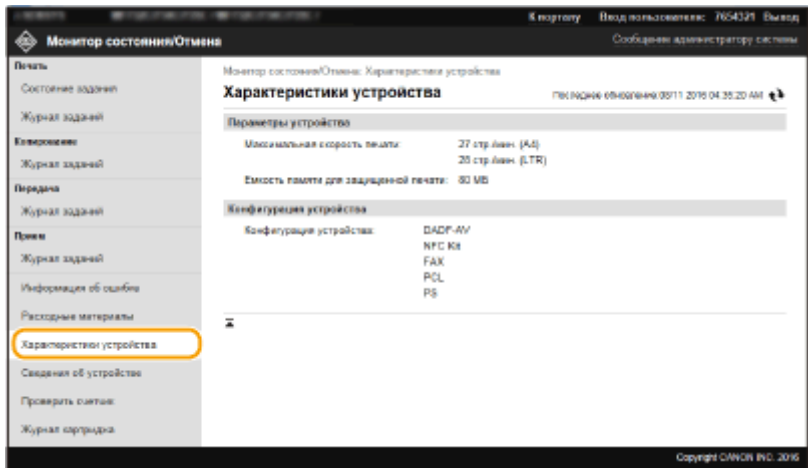 К порталу Ввод пользователем: 7654321 Выход
Монитор состояния/Отмена
Сообщение администратору системы
Печать
Состояние заданий
Журнал заданий
Копирование
Журнал заданий
Передача
Журнал заданий
Прием
Журнал заданий
Информация об ошибке
Расходные материалы
Характеристики устройства
Сведения об устройстве
Проверить счетчик
Журнал картриджа
Монитор состояния/Отмена: Характеристики устройства
Характеристики устройства
Последнее обновление:08/11 2016 04:35:20 AM
Параметры устройства
Максимальная скорость печати: 27 стр./мин. (A4)
28 стр./мин. (LTR)
Емкость памяти для защищенной печати: 80 МБ
Конфигурация устройства
Конфигурация устройства: DADF-AV
NFC Kit
FAX
PCL
PS
Copyright CANON INC. 2016